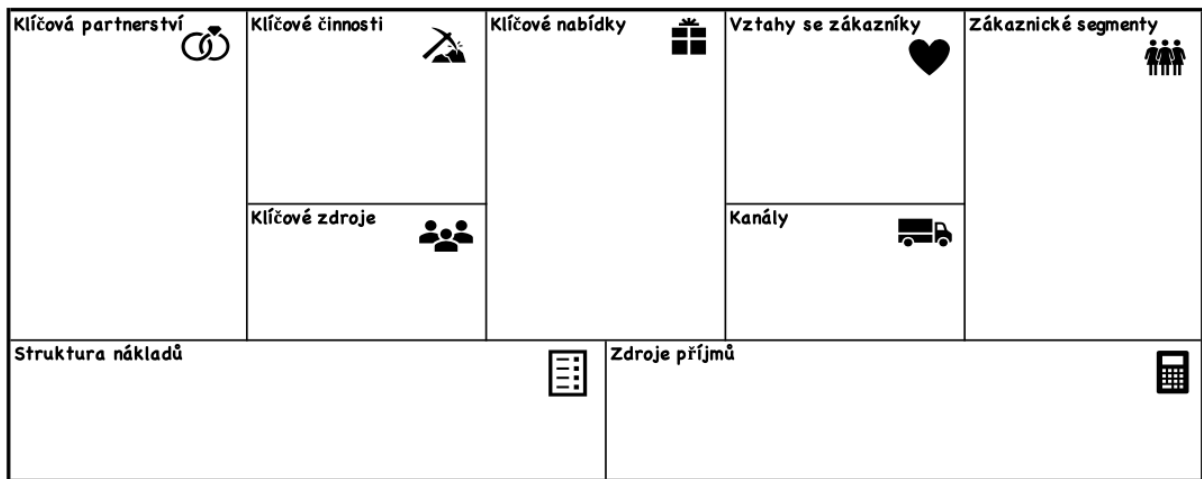 Klíčová partnerství
Klíčové činnosti
Klíčové nabídky
Vztahy se zákazníky
Zákaznické segmenty
Klíčové zdroje
Kanály
Struktura nákladů
Zdroje příjmů